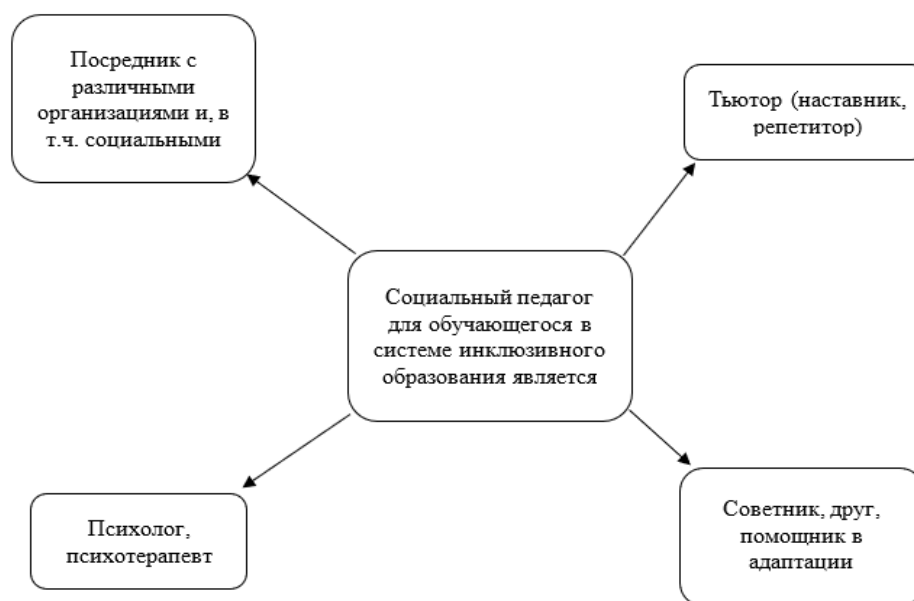 Посредник с
различными
организациями и, в
т.ч. социальными
Тьютор (наставник,
репетитор)
Социальный педагог
для обучающегося в
системе инклюзивного
образования является
Психолог,
психотерапевт
Советник, друг,
помощник в
адаптации